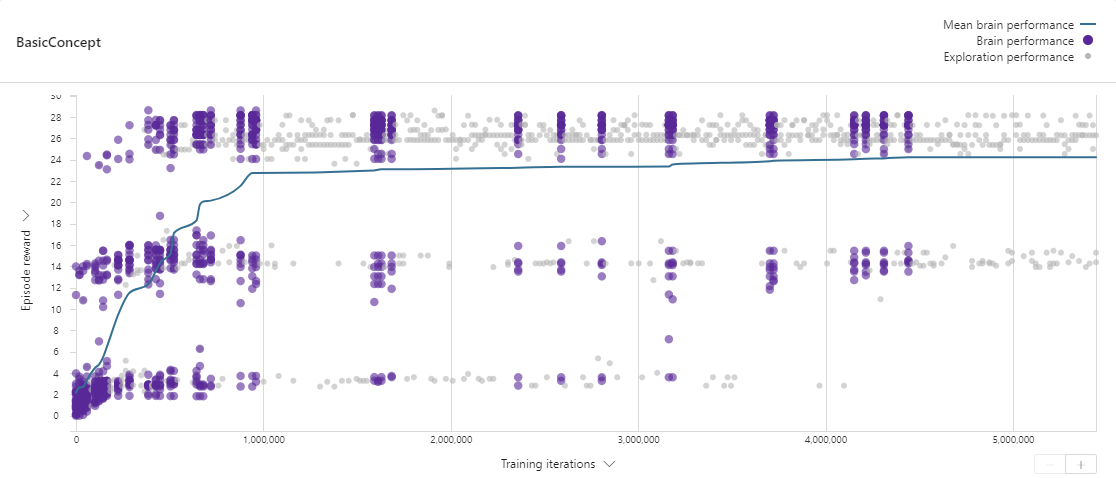 BasicConcept
Mean brain performance
Brain performance
Exploration performance
Episode reward
30
28
26
24
22
20
18
16
14
12
10
8
6
4
2
0
0 1,000,000 2,000,000 3,000,000 4,000,000 5,000,000
Training iterations